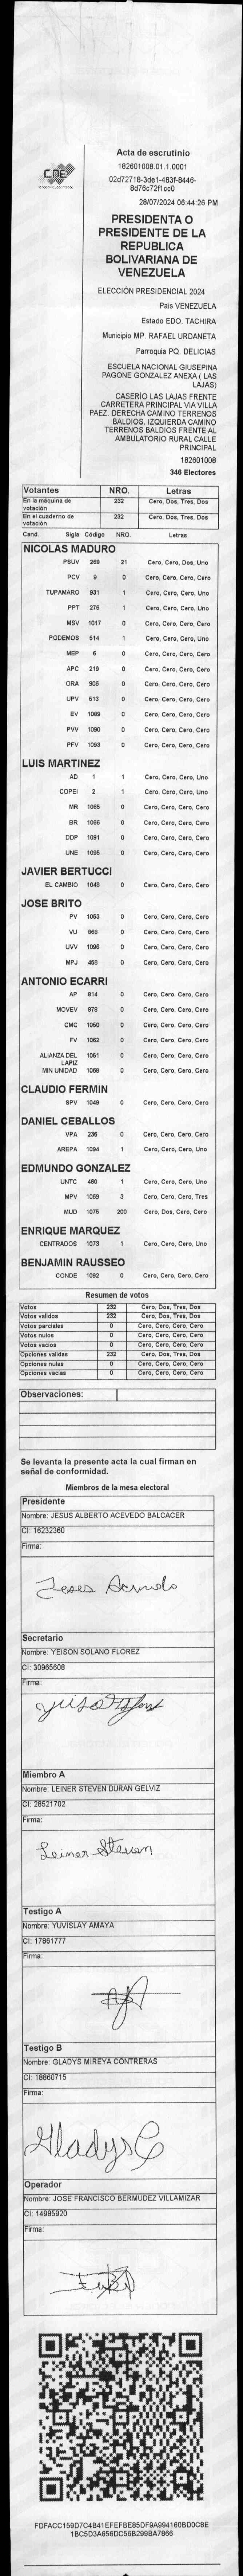 CNE
Acta de escrutinio
182601008.01.1.0001
02d72718-3de1-483f-8446-
8d76c72f1cc0
28/07/2024 06:44:26 PM
PRESIDENTA O
PRESIDENTE DE LA
REPUBLICA
BOLIVARIANA DE
VENEZUELA
ELECCIÓN PRESIDENCIAL 2024
Pais VENEZUELA
Estado EDO. TACHIRA
Municipio MP. RAFAEL URDANETA
Parroquia PQ. DELICIAS
ESCUELA NACIONAL GIUSEPINA
PAGONE GONZALEZ ANEXA ( LAS
LAJAS)
CASERÍO LAS LAJAS FRENTE
CARRETERA PRINCIPAL VIA VILLA
PAEZ. DERECHA CAMINO TERRENOS
BALDIOS. IZQUIERDA CAMINO
TERRENOS BALDIOS FRENTE AL
AMBULATORIO RURAL CALLE
PRINCIPAL
182601008
346 Electores
Votantes NRO. Letras
En la máquina de votación 232 Cero, Dos, Tres, Dos
En el cuaderno de votación 232 Cero, Dos, Tres, Dos
Cand. Sigla Código NRO. Letras
NICOLAS MADURO
PSUV 269 21 Cero, Cero, Dos, Uno
PCV 9 0 Cero, Cero, Cero, Cero
TUPAMARO 931 1 Cero, Cero, Cero, Uno
PPT 276 1 Cero, Cero, Cero, Uno
MSV 1017 0 Cero, Cero, Cero, Cero
PODEMOS 514 1 Cero, Cero, Cero, Uno
MEP 6 0 Cero, Cero, Cero, Cero
APC 219 0 Cero, Cero, Cero, Cero
ORA 906 0 Cero, Cero, Cero, Cero
UPV 513 0 Cero, Cero, Cero, Cero
EV 1089 0 Cero, Cero, Cero, Cero
PVV 1090 0 Cero, Cero, Cero, Cero
PFV 1093 0 Cero, Cero, Cero, Cero
LUIS MARTINEZ
AD 1 1 Cero, Cero, Cero, Uno
COPEI 2 1 Cero, Cero, Cero, Uno
MR 1065 0 Cero, Cero, Cero, Cero
BR 1066 0 Cero, Cero, Cero, Cero
DDP 1091 0 Cero, Cero, Cero, Cero
UNE 1095 0 Cero, Cero, Cero, Cero
JAVIER BERTUCCI
EL CAMBIO 1048 0 Cero, Cero, Cero, Cero
JOSE BRITO
PV 1053 0 Cero, Cero, Cero, Cero
VU 968 0 Cero, Cero, Cero, Cero
UVV 1096 0 Cero, Cero, Cero, Cero
MPJ 458 0 Cero, Cero, Cero, Cero
ANTONIO ECARRI
AP 814 0 Cero, Cero, Cero, Cero
MOVEV 979 0 Cero, Cero, Cero, Cero
CMC 1050 0 Cero, Cero, Cero, Cero
FV 1062 0 Cero, Cero, Cero, Cero
ALIANZA DEL LAPIZ 1051 0 Cero, Cero, Cero, Cero
MIN UNIDAD 1068 0 Cero, Cero, Cero, Cero
CLAUDIO FERMIN
SPV 1049 0 Cero, Cero, Cero, Cero
DANIEL CEBALLOS
VPA 236 0 Cero, Cero, Cero, Cero
AREPA 1094 1 Cero, Cero, Cero, Uno
EDMUNDO GONZALEZ
UNTC 460 1 Cero, Cero, Cero, Uno
MPV 1069 3 Cero, Cero, Cero, Tres
MUD 1075 200 Cero, Dos, Cero, Cero
ENRIQUE MARQUEZ
CENTRADOS 1073 1 Cero, Cero, Cero, Uno
BENJAMIN RAUSSEO
CONDE 1092 0 Cero, Cero, Cero, Cero
Resumen de votos
Votos 232 Cero, Dos, Tres, Dos
Votos validos 232 Cero, Dos, Tres, Dos
Votos parciales 0 Cero, Cero, Cero, Cero
Votos nulos 0 Cero, Cero, Cero, Cero
Votos vacios 0 Cero, Cero, Cero, Cero
Opciones validas 232 Cero, Dos, Tres, Dos
Opciones nulas 0 Cero, Cero, Cero, Cero
Opciones vacias 0 Cero, Cero, Cero, Cero
Observaciones:
Se levanta la presente acta la cual firman en
señal de conformidad.
Miembros de la mesa electoral
Presidente
Nombre: JESUS ALBERTO ACEVEDO BALCACER
CI: 16232360
Firma:
Jeses Acevedo
Secretario
Nombre: YEISON SOLANO FLOREZ
CI: 30965608
Firma:
Miembro A
Nombre: LEINER STEVEN DURAN GELVIZ
CI: 28521702
Firma:
Leiner Steven
Testigo A
Nombre: YUVISLAY AMAYA
CI: 17861777
Firma:
Testigo B
Nombre: GLADYS MIREYA CONTRERAS
CI: 18860715
Firma:
Gladys C
Operador
Nombre: JOSE FRANCISCO BERMUDEZ VILLAMIZAR
CI: 14985920
Firma:
FDFACC159D7C4B41EFEFBE85DF9A994160BD0C8E
1BC5D3A656DC56B299BA7866